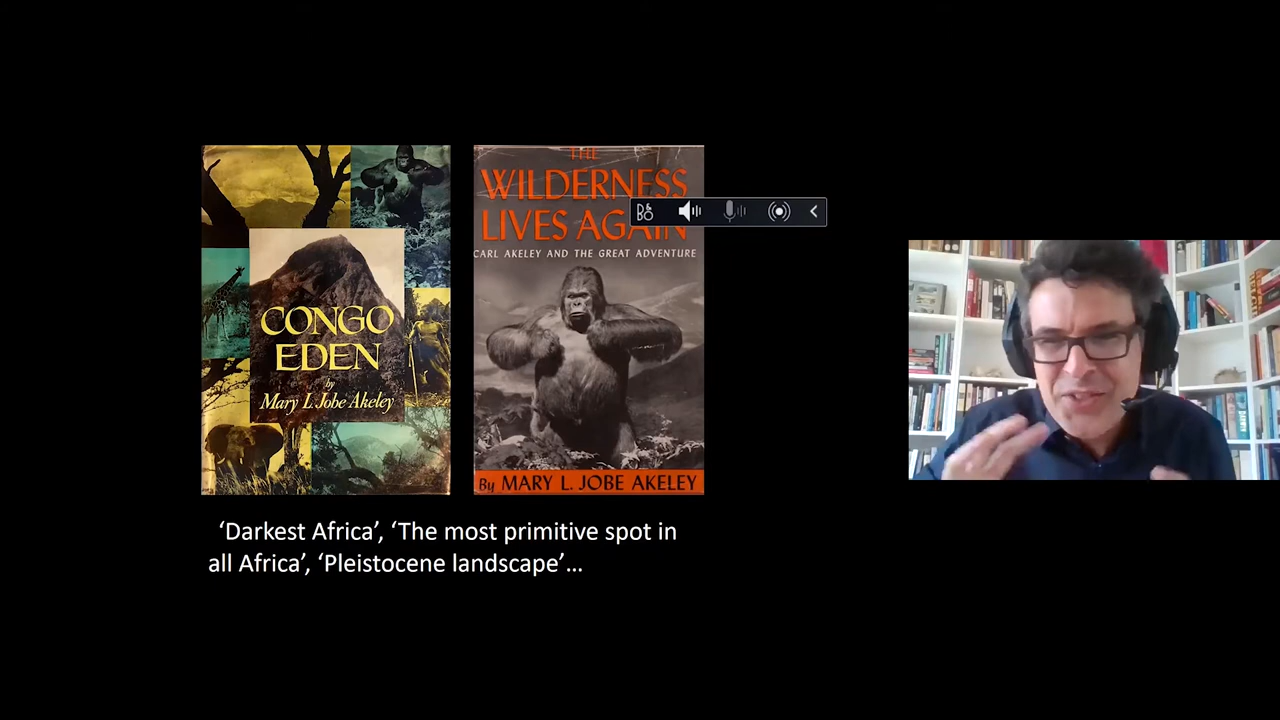 CONGO
EDEN
by
Mary L. Jobe Akeley
THE
WILDERNESS
LIVES AGAIN
CARL AKELEY AND THE GREAT ADVENTURE
By MARY L. JOBE AKELEY
B&O
‘Darkest Africa’, ‘The most primitive spot in
all Africa’, ‘Pleistocene landscape’...